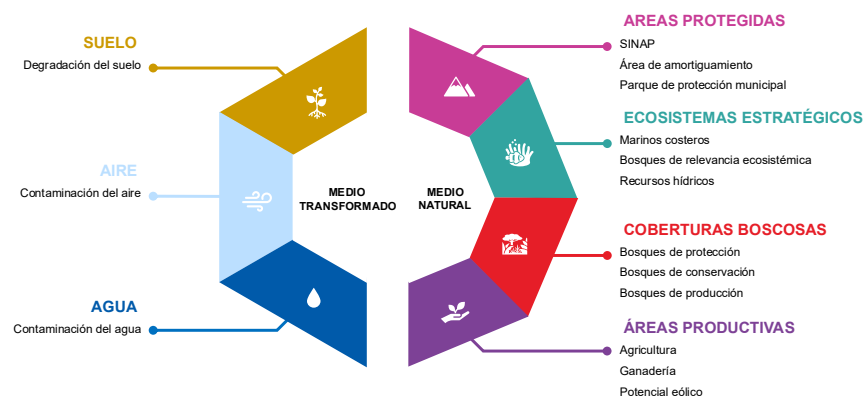 SUELO
Degradación del suelo
AIRE
Contaminación del aire
AGUA
Contaminación del agua
MEDIO
TRANSFORMADO
MEDIO
NATURAL
AREAS PROTEGIDAS
SINAP
Área de amortiguamiento
Parque de protección municipal
ECOSISTEMAS ESTRATÉGICOS
Marinos costeros
Bosques de relevancia ecosistémica
Recursos hídricos
COBERTURAS BOSCOSAS
Bosques de protección
Bosques de conservación
Bosques de producción
ÁREAS PRODUCTIVAS
Agricultura
Ganadería
Potencial eólico